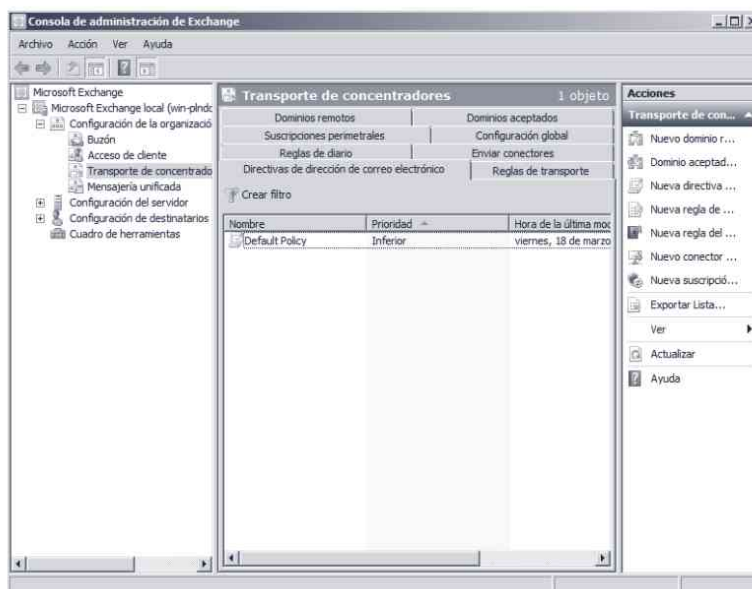 Consola de administración de Exchange
Archivo Acción Ver Ayuda
Microsoft Exchange
Microsoft Exchange local (win-plndc
Configuración de la organizació
Buzón
Acceso de cliente
Transporte de concentrado
Mensajería unificada
Configuración del servidor
Configuración de destinatarios
Cuadro de herramientas
Transporte de concentradores 1 objeto
Dominios remotos Dominios aceptados
Suscripciones perimetrales Configuración global
Reglas de diario Enviar conectores
Directivas de dirección de correo electrónico Reglas de transporte
Crear filtro
Nombre Prioridad Hora de la última moc
Default Policy Inferior viernes, 18 de marzo
Acciones
Transporte de con...
Nuevo dominio r...
Dominio aceptad...
Nueva directiva ...
Nueva regla de ...
Nueva regla del ...
Nuevo conector ...
Nueva suscripció...
Exportar Lista...
Ver
Actualizar
Ayuda